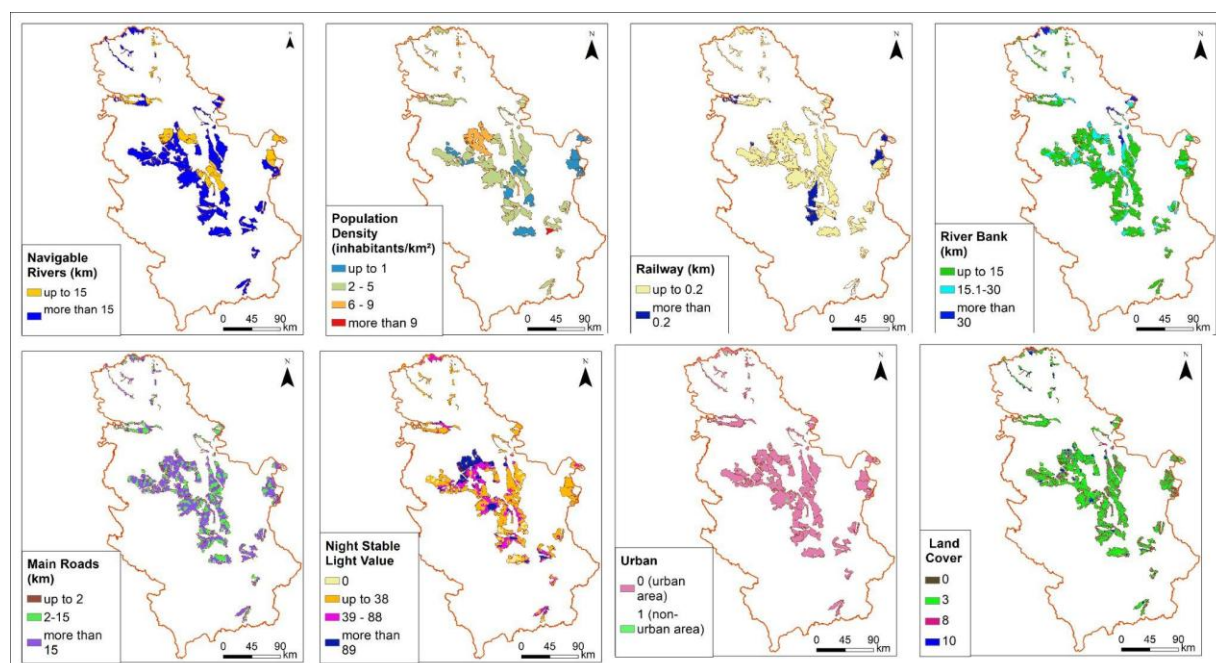 N
Navigable
Rivers (km)
up to 15
more than 15
0 45 90
km
N
Population
Density
(inhabitants/km²)
up to 1
2 - 5
6 - 9
more than 9
0 45 90
km
N
Railway (km)
up to 0.2
more than
0.2
0 45 90
km
N
River Bank
(km)
up to 15
15.1-30
more than
30
0 45 90
km
N
Main Roads
(km)
up to 2
2-15
more than
15
0 45 90
km
N
Night Stable
Light Value
0
up to 38
39 - 88
more than
89
0 45 90
km
N
Urban
0 (urban
area)
1 (non-
urban area)
0 45 90
km
N
Land
Cover
0
3
8
10
0 45 90
km